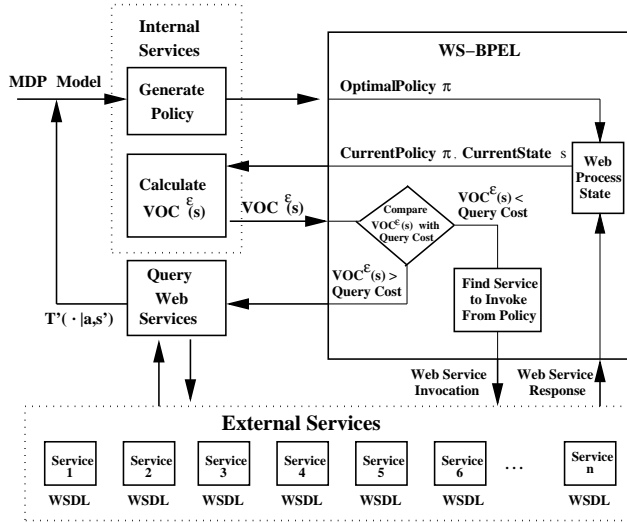 Internal
Services
WS-BPEL
MDP Model
Generate
Policy
OptimalPolicy π
CurrentPolicy π. CurrentState s
Web
Process
State
Calculate
VOC^ε(s)
VOC^ε(s)
Compare
VOC^ε(s) with
Query Cost
VOC^ε(s)<
Query Cost
VOC^ε(s)>
Query Cost
Query
Web
Services
Find Service
to Invoke
From Policy
T'( · |a,s')
Web Service
Invocation
Web Service
Response
External Services
Service
1
Service
2
Service
3
Service
4
Service
5
Service
6
...
Service
n
WSDL
WSDL
WSDL
WSDL
WSDL
WSDL
WSDL